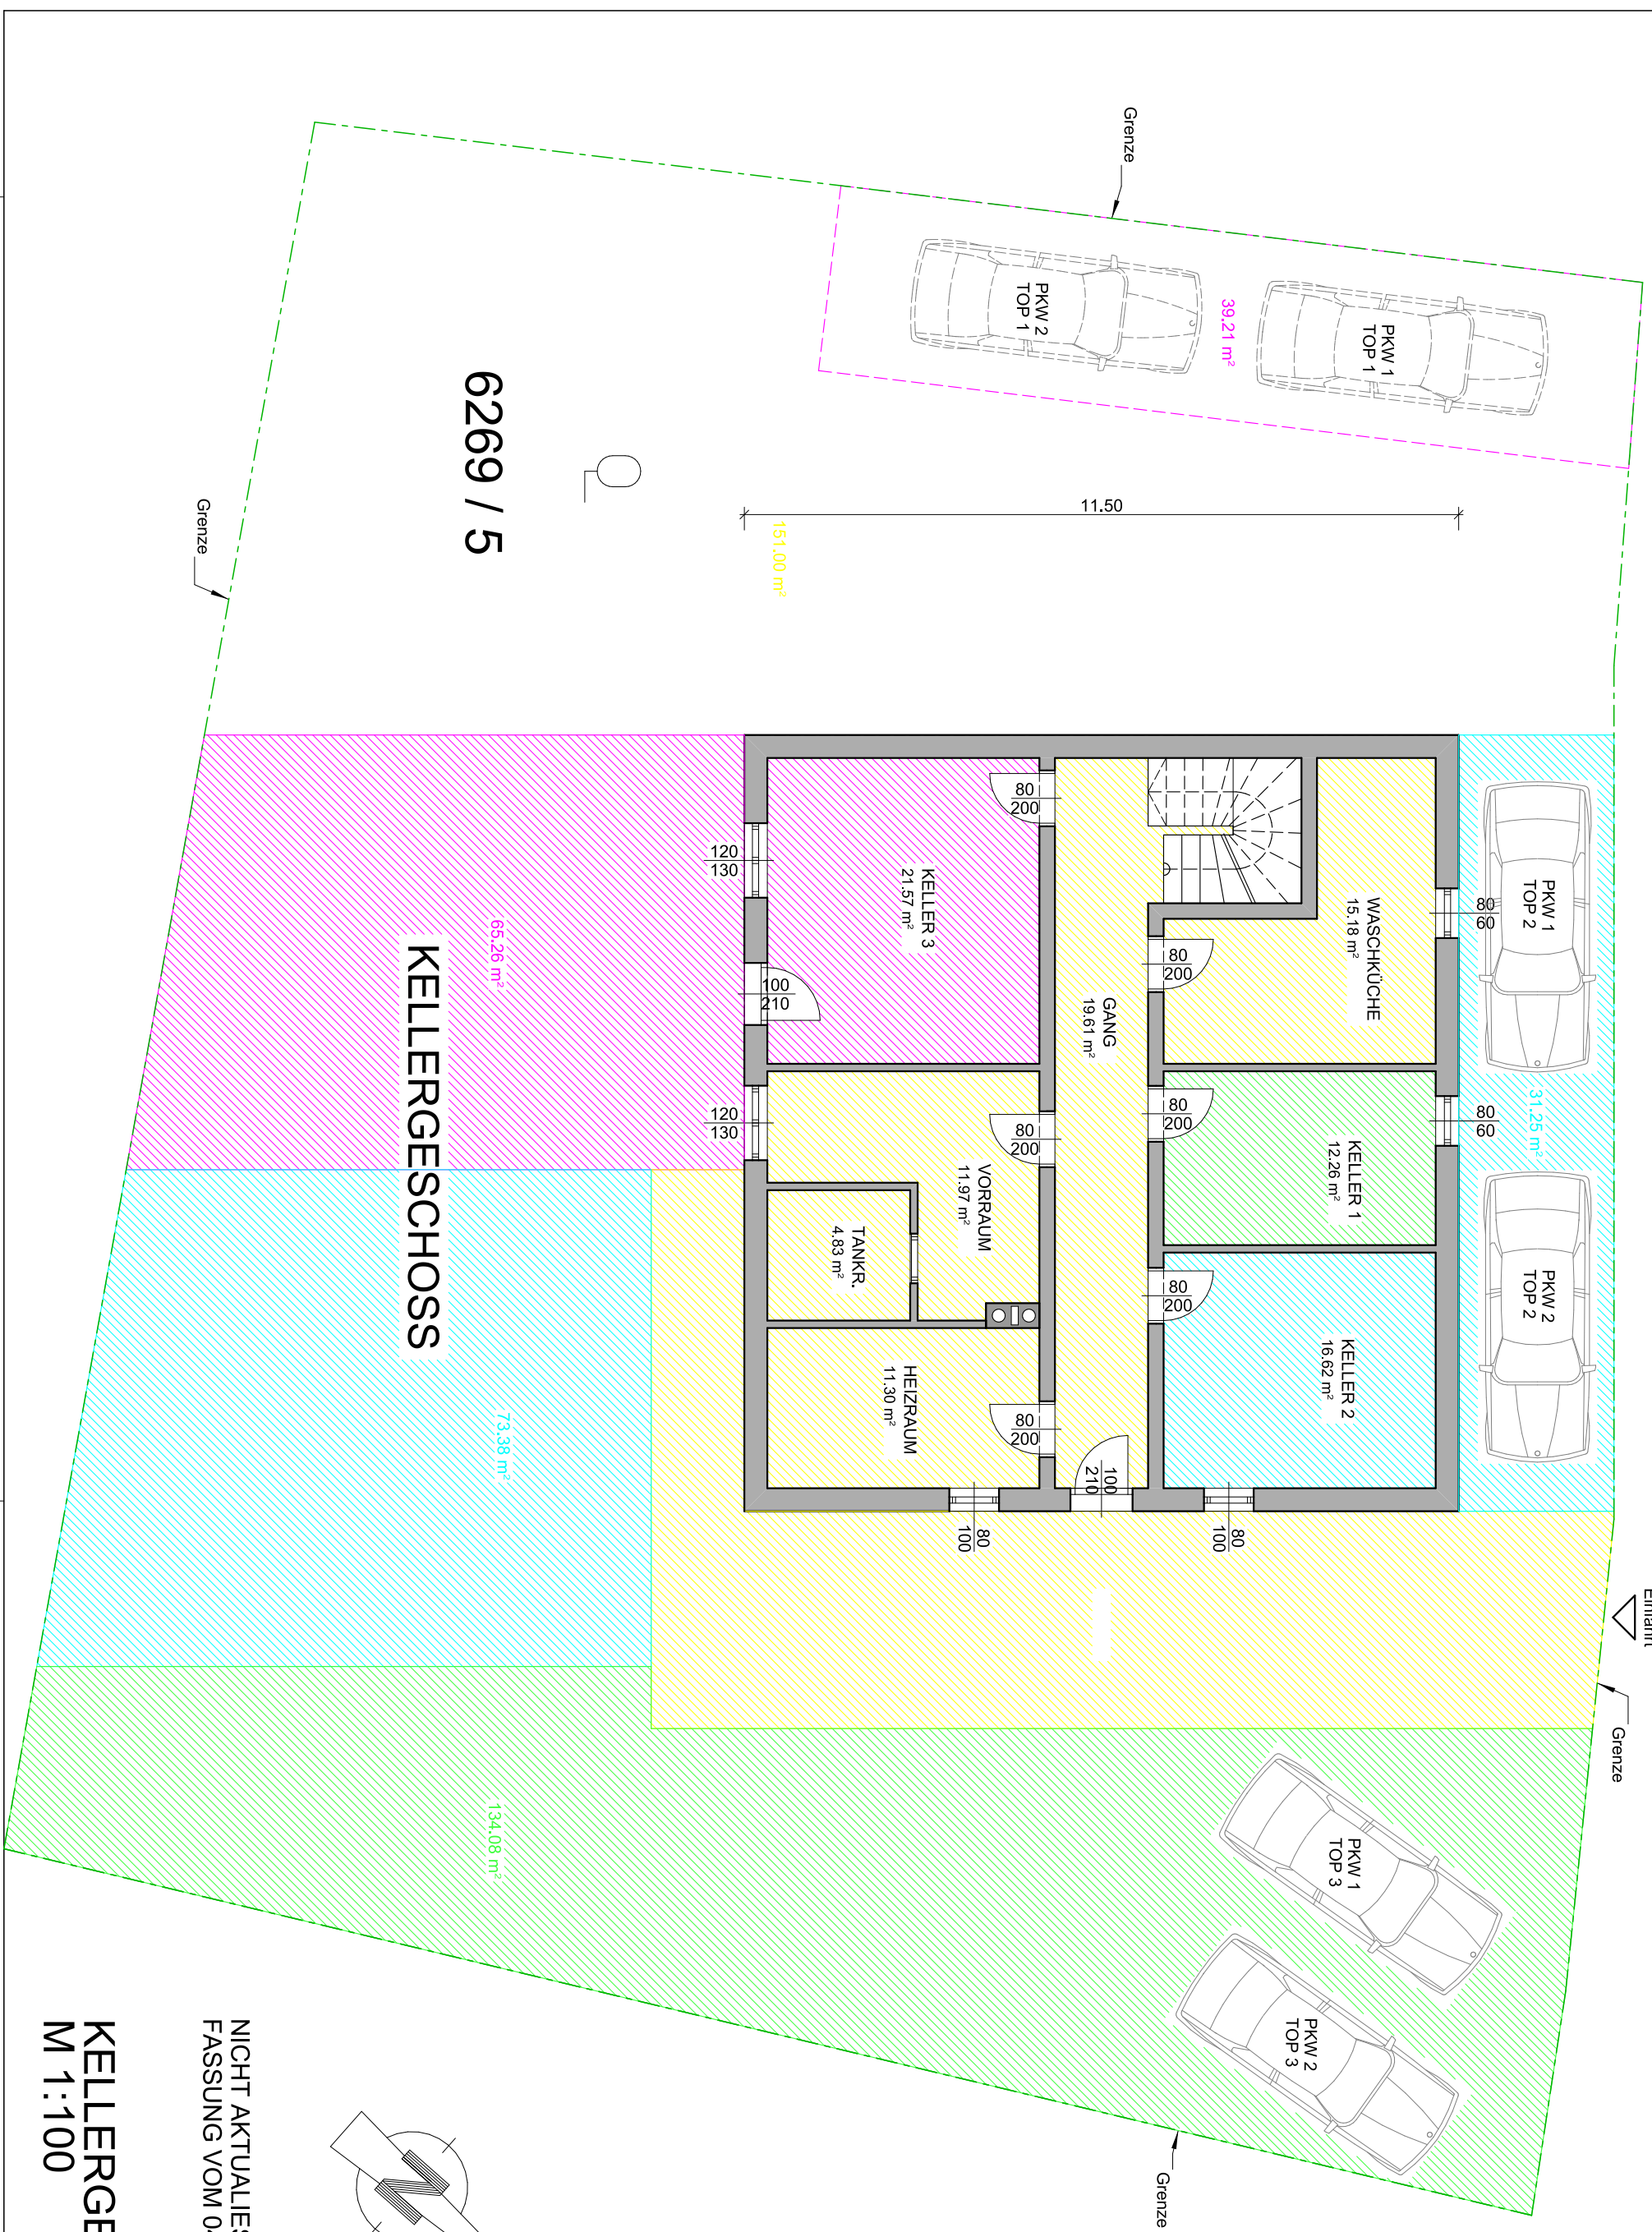 Grenze
PKW 1
TOP 1
39.21 m²
PKW 2
TOP 1
11.50
151.00 m²
6269 / 5
Grenze
PKW 1
TOP 2
31.25 m²
PKW 2
TOP 2
80
60
80
60
WASCHKÜCHE
15.18 m²
KELLER 1
12.26 m²
KELLER 2
16.62 m²
80
200
80
200
80
200
GANG
19.61 m²
100
210
80
200
80
200
80
200
KELLER 3
21.57 m²
VORRAUM
11.97 m²
TANKR.
4.83 m²
HEIZRAUM
11.30 m²
100
210
120
130
120
130
80
100
80
100
65.26 m²
73.38 m²
134.08 m²
KELLERGESCHOSS
Einfahrt
Grenze
PKW 1
TOP 3
PKW 2
TOP 3
Grenze
N
NICHT AKTUALIES
FASSUNG VOM 04
KELLERGE
M 1:100